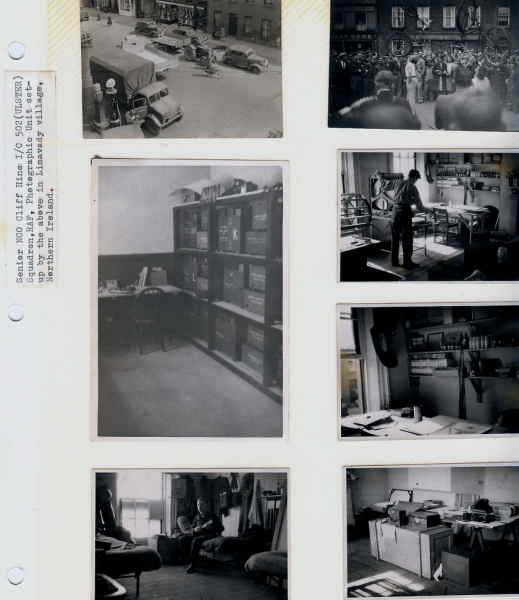 Senior NCO Cliff Hine I/C 502(ULSTER)
Squadron,RAF. Photographic Unit set-
up by the above in Limavady village.
Northern Ireland.